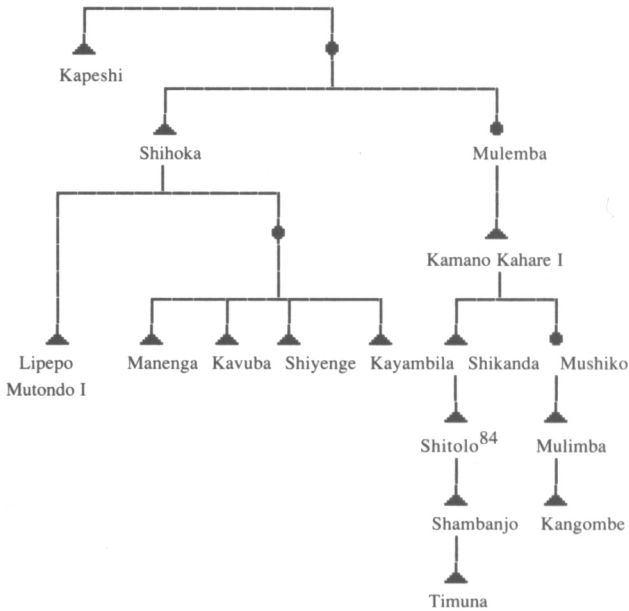 Kapeshi
Shihoka Mulemba
Kamano Kahare I
Lipepo Manenga Kavuba Shiyenge Kayambila Shikanda Mushiko
Mutondo I
Shitolo84 Mulimba
Shambanjo Kangombe
Timuna